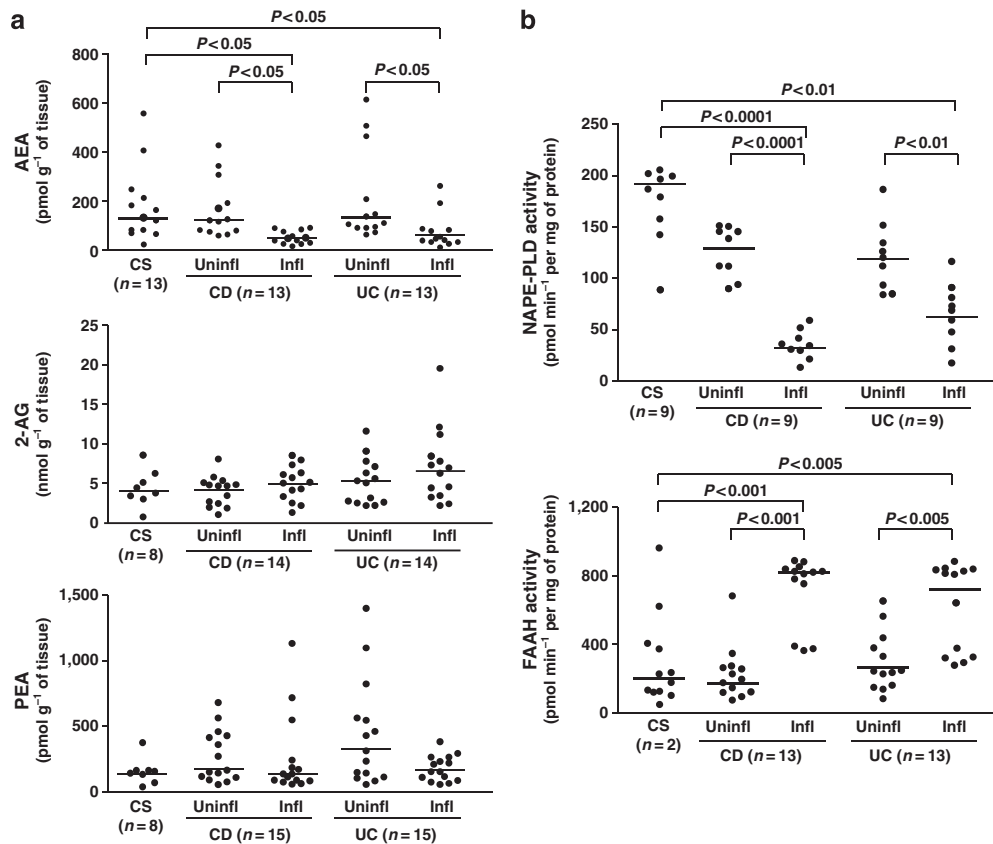 a
P < 0.05
P < 0.05
P < 0.05
P < 0.05
AEA
(pmol g⁻¹ of tissue)
800
600
400
200
0
CS
(n = 13)
Uninfl
Infl
CD (n = 13)
Uninfl
Infl
UC (n = 13)
2-AG
(nmol g⁻¹ of tissue)
25
20
15
10
5
0
CS
(n = 8)
Uninfl
Infl
CD (n = 14)
Uninfl
Infl
UC (n = 14)
PEA
(pmol g⁻¹ of tissue)
1,500
1,000
500
0
CS
(n = 8)
Uninfl
Infl
CD (n = 15)
Uninfl
Infl
UC (n = 15)
b
P < 0.01
P < 0.0001
P < 0.0001
P < 0.01
NAPE-PLD activity
(pmol min⁻¹ per mg of protein)
250
200
150
100
50
0
CS
(n = 9)
Uninfl
Infl
CD (n = 9)
Uninfl
Infl
UC (n = 9)
P < 0.005
P < 0.001
P < 0.001
P < 0.005
FAAH activity
(pmol min⁻¹ per mg of protein)
1,200
800
400
0
CS
(n = 2)
Uninfl
Infl
CD (n = 13)
Uninfl
Infl
UC (n = 13)